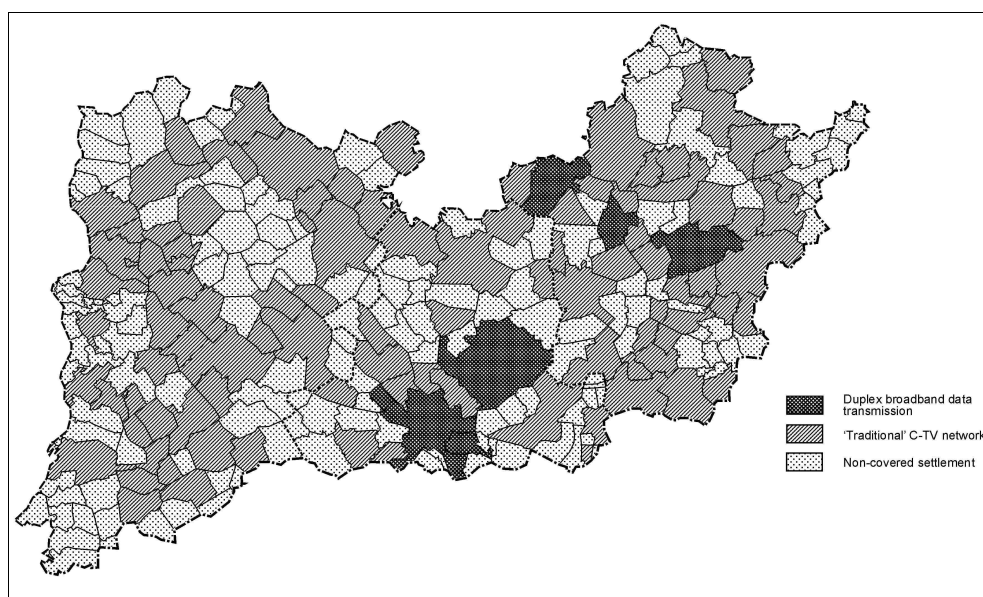 Duplex broadband data
transmission
'Traditional' C-TV network
Non-covered settlement